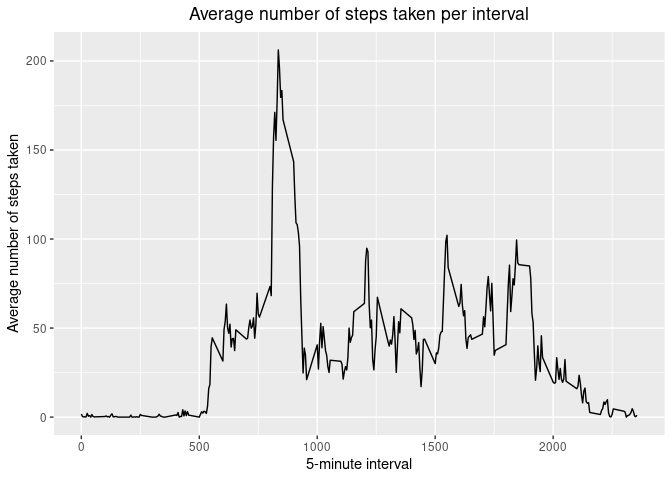 Average number of steps taken per interval
200
150
100
50
0
Average number of steps taken
0 500 1000 1500 2000
5-minute interval